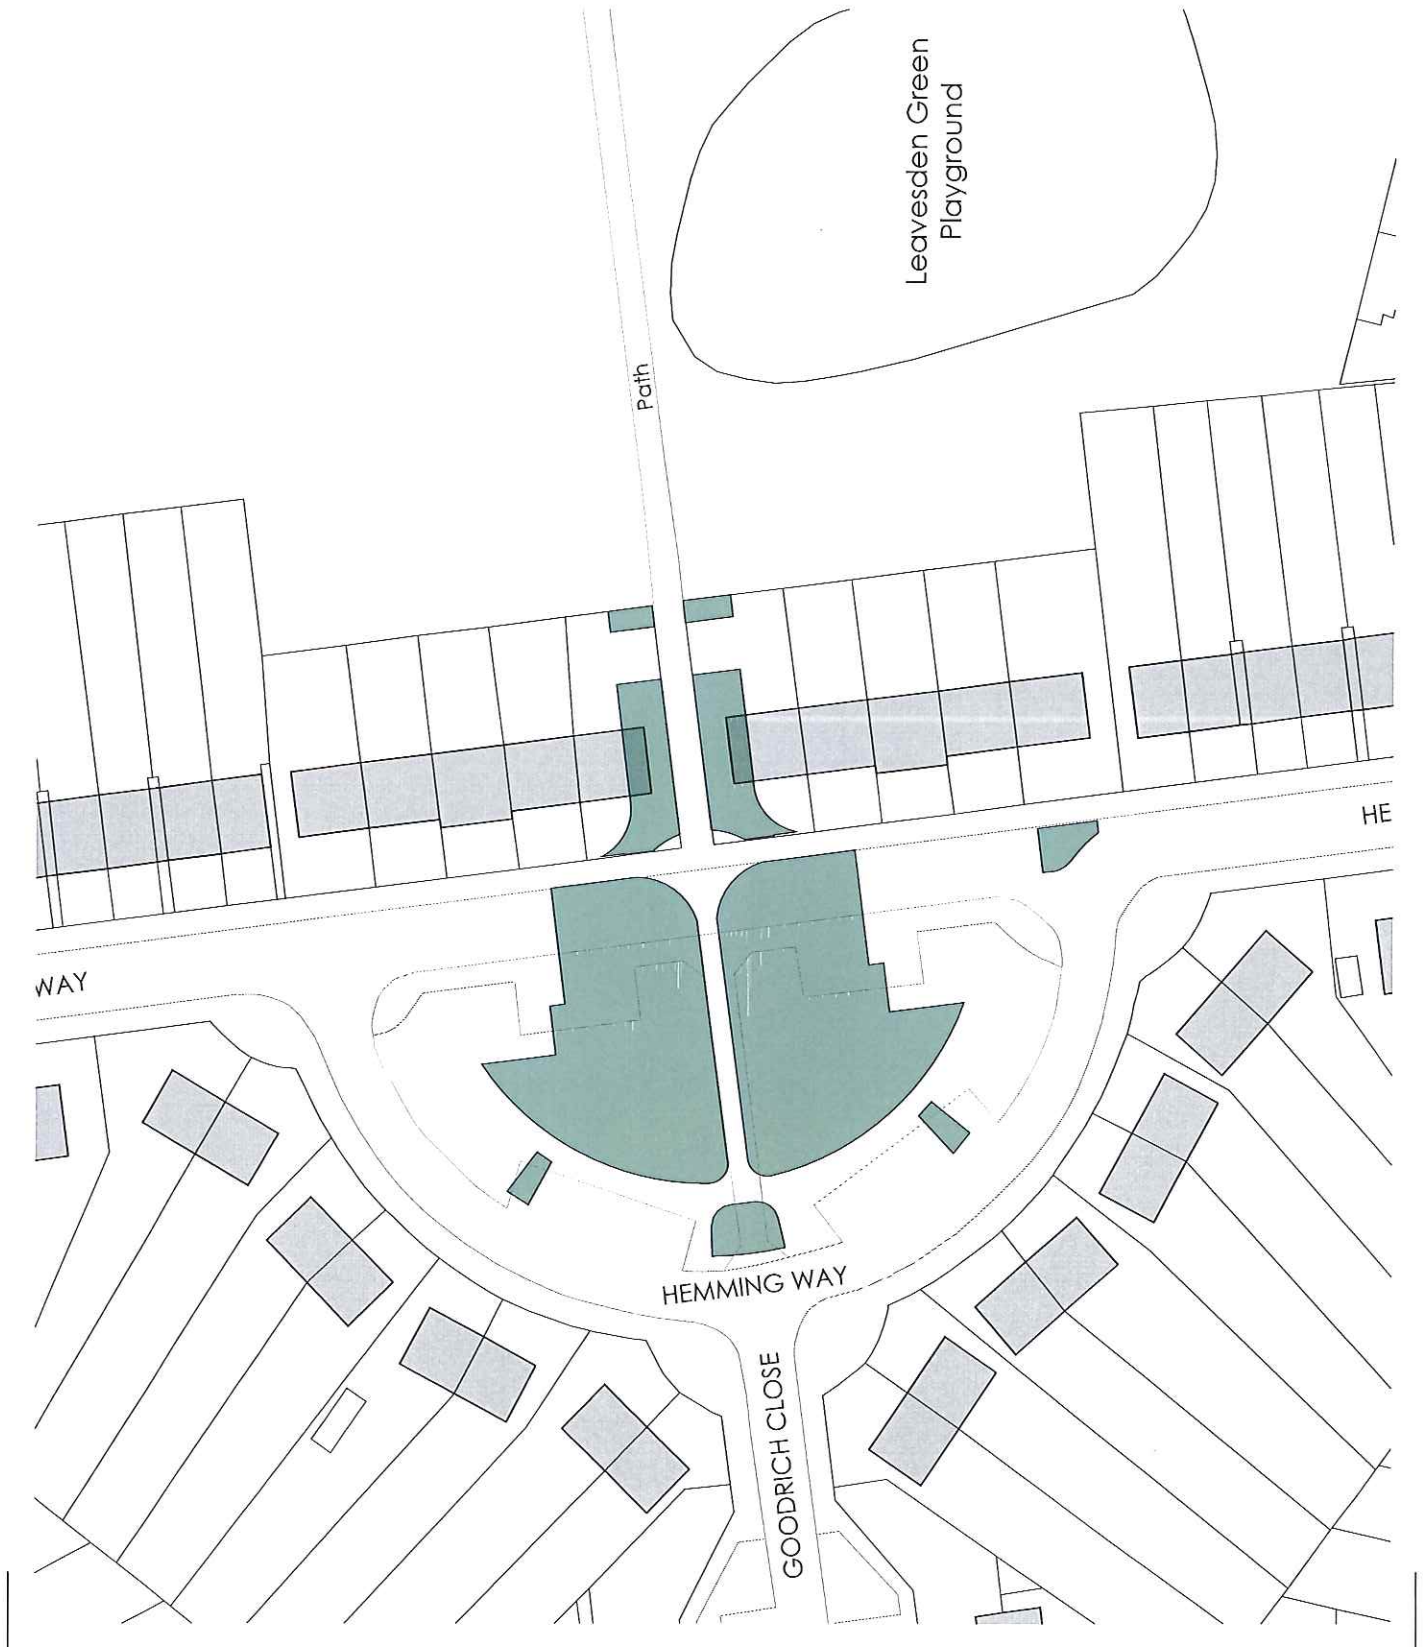 Leavesden Green
Playground
Path
HE
WAY
HEMMING WAY
GOODRICH CLOSE